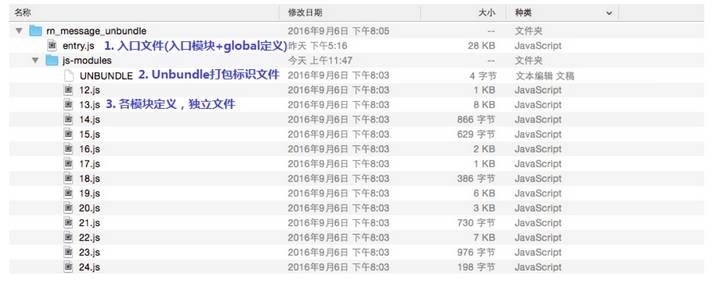 名称 修改日期 大小 种类
rn_message_unbundle 2016年9月6日 下午8:05 -- 文件夹
entry.js 1. 入口文件(入口模块+global定义) 昨天 下午5:16 28 KB JavaScript
js-modules 今天 上午11:47 -- 文件夹
UNBUNDLE 2. Unbundle打包标识文件 2016年9月6日 下午8:03 4 字节 文本编辑 文稿
12.js 2016年9月6日 下午8:03 1 KB JavaScript
13.js 3. 各模块定义，独立文件 2016年9月6日 下午8:03 8 KB JavaScript
14.js 2016年9月6日 下午8:03 866 字节 JavaScript
15.js 2016年9月6日 下午8:03 629 字节 JavaScript
16.js 2016年9月6日 下午8:03 2 KB JavaScript
17.js 2016年9月6日 下午8:03 1 KB JavaScript
18.js 2016年9月6日 下午8:03 386 字节 JavaScript
19.js 2016年9月6日 下午8:03 6 KB JavaScript
20.js 2016年9月6日 下午8:03 3 KB JavaScript
21.js 2016年9月6日 下午8:03 730 字节 JavaScript
22.js 2016年9月6日 下午8:03 7 KB JavaScript
23.js 2016年9月6日 下午8:03 976 字节 JavaScript
24.js 2016年9月6日 下午8:03 198 字节 JavaScript